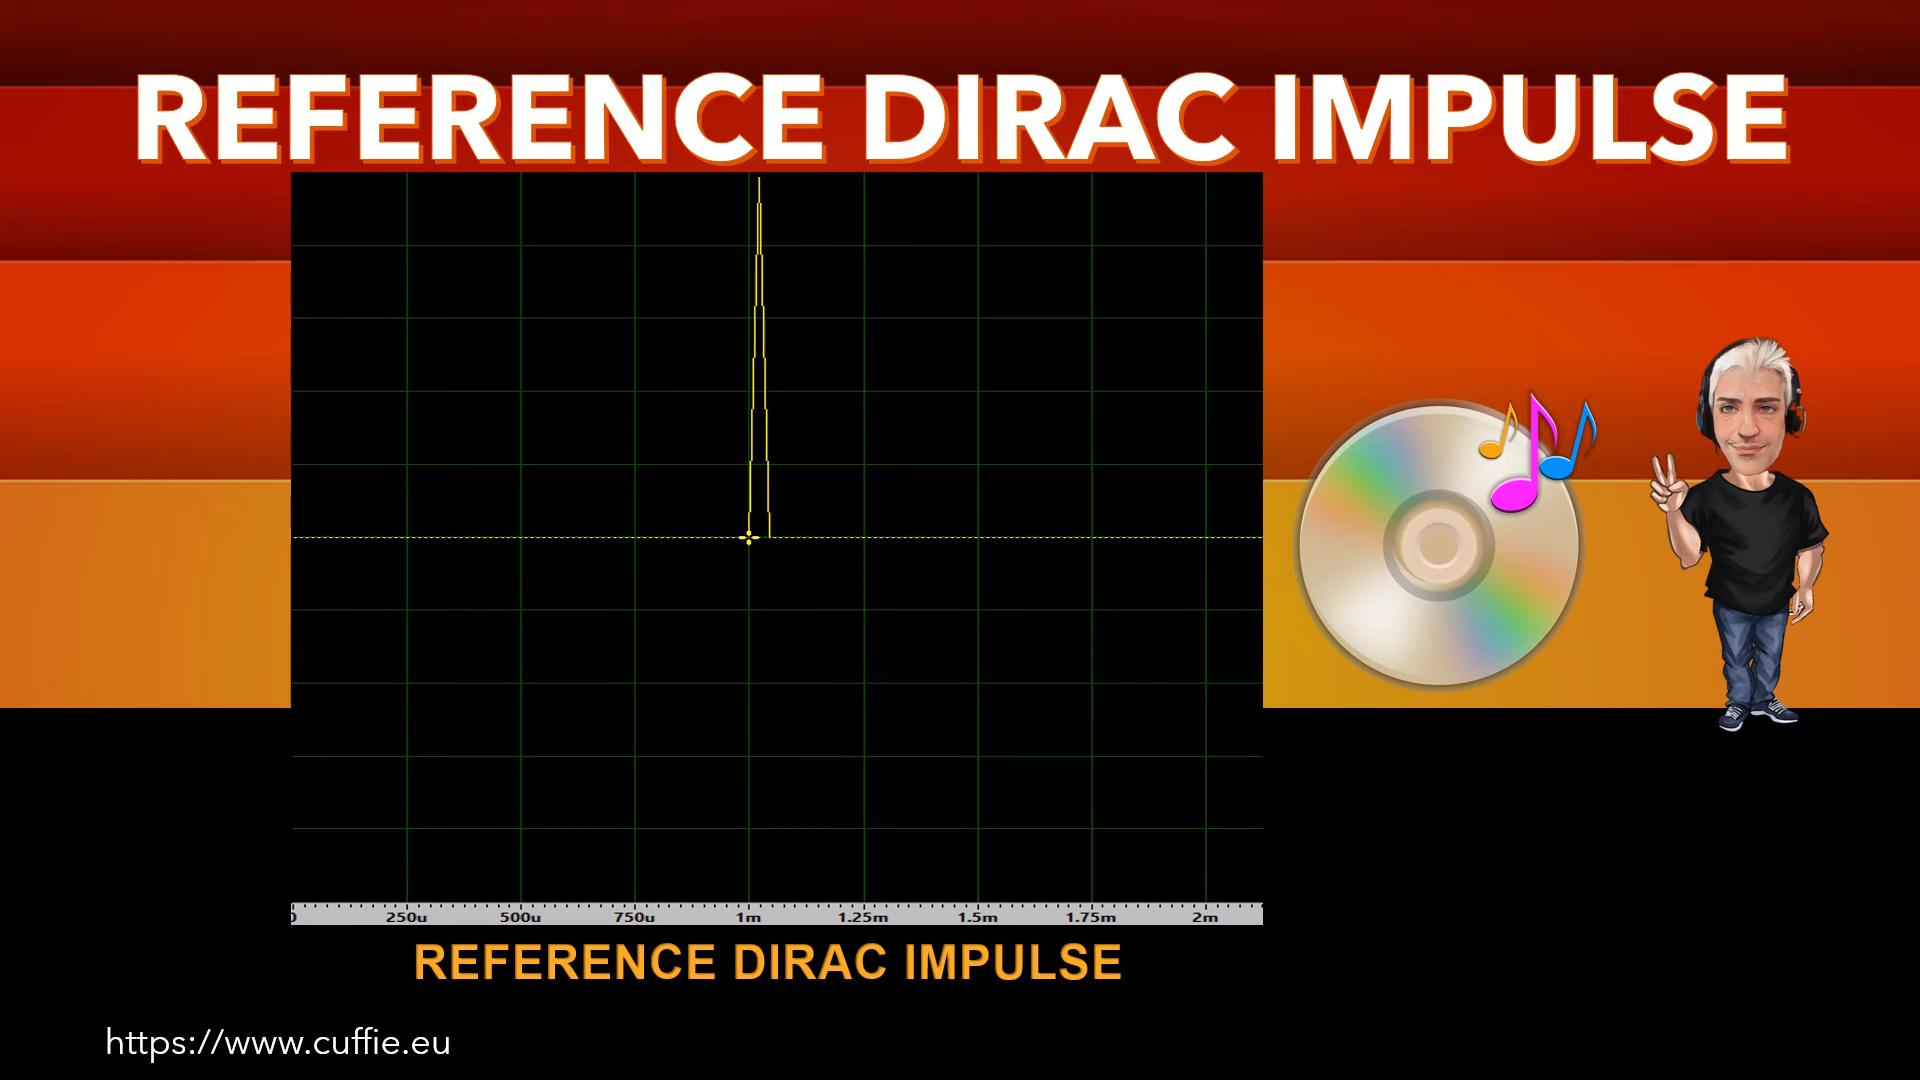 REFERENCE DIRAC IMPULSE
0 250u 500u 750u 1m 1.25m 1.5m 1.75m 2m
REFERENCE DIRAC IMPULSE
https://www.cuffie.eu